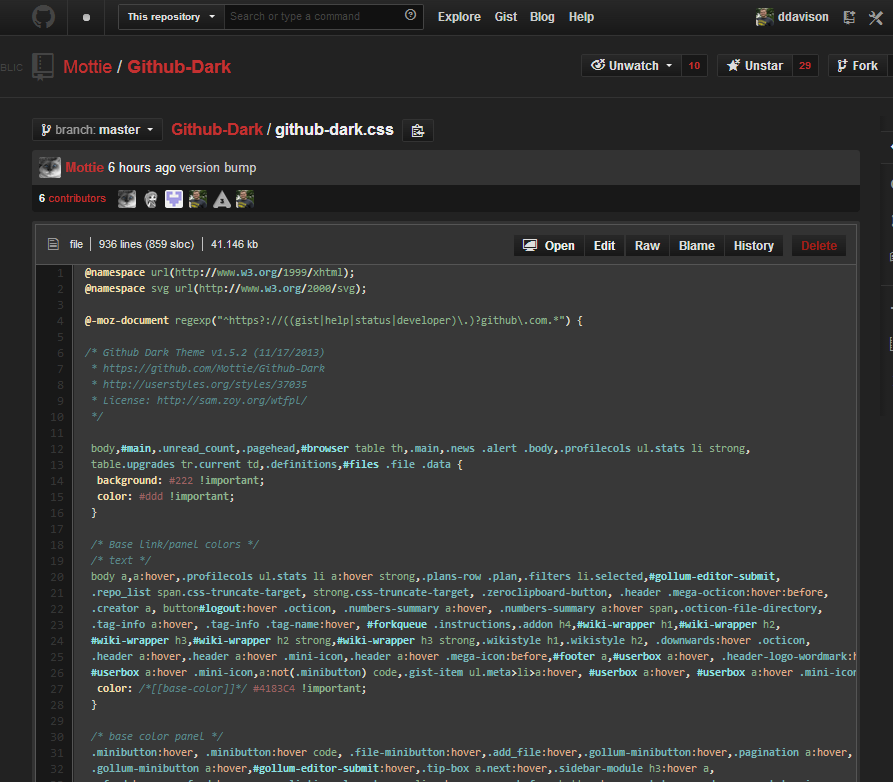 This repository Search or type a command Explore Gist Blog Help ddavison
BLIC Mottie / Github-Dark Unwatch 10 Unstar 29 Fork
branch: master Github-Dark / github-dark.css
Mottie 6 hours ago version bump
6 contributors
file 936 lines (859 sloc) 41.146 kb Open Edit Raw Blame History Delete
1 @namespace url(http://www.w3.org/1999/xhtml);
2 @namespace svg url(http://www.w3.org/2000/svg);
3
4 @-moz-document regexp("^https?://((gist|help|status|developer)\.)?github\.com.*") {
5
6 /* Github Dark Theme v1.5.2 (11/17/2013)
7 * https://github.com/Mottie/Github-Dark
8 * http://userstyles.org/styles/37035
9 * License: http://sam.zoy.org/wtfpl/
10 */
11
12 body,#main,.unread_count,.pagehead,#browser table th,.main,.news .alert .body,.profilecols ul.stats li strong,
13 table.upgrades tr.current td,.definitions,#files .file .data {
14 background: #222 !important;
15 color: #ddd !important;
16 }
17
18 /* Base link/panel colors */
19 /* text */
20 body a,a:hover,.profilecols ul.stats li a:hover strong,.plans-row .plan,.filters li.selected,#gollum-editor-submit,
21 .repo_list span.css-truncate-target, strong.css-truncate-target, .zeroclipboard-button, .header .mega-octicon:hover:before,
22 .creator a, button#logout:hover .octicon, .numbers-summary a:hover, .numbers-summary a:hover span,.octicon-file-directory,
23 .tag-info a:hover, .tag-info .tag-name:hover, #forkqueue .instructions,.addon h4,#wiki-wrapper h1,#wiki-wrapper h2,
24 #wiki-wrapper h3,#wiki-wrapper h2 strong,#wiki-wrapper h3 strong,.wikistyle h1,.wikistyle h2, .downwards:hover .octicon,
25 .header a:hover,.header a:hover .mini-icon,.header a:hover .mega-icon:before,#footer a,#userbox a:hover, .header-logo-wordmark:h
26 #userbox a:hover .mini-icon,a:not(.minibutton) code,.gist-item ul.meta>li>a:hover, #userbox a:hover, #userbox a:hover .mini-icon
27 color: /*[[base-color]]*/ #4183C4 !important;
28 }
29
30 /* base color panel */
31 .minibutton:hover, .minibutton:hover code, .file-minibutton:hover,.add_file:hover,.gollum-minibutton:hover,.pagination a:hover,
32 .gollum-minibutton a:hover,#gollum-editor-submit:hover,.tip-box a.next:hover,.sidebar-module h3:hover a,